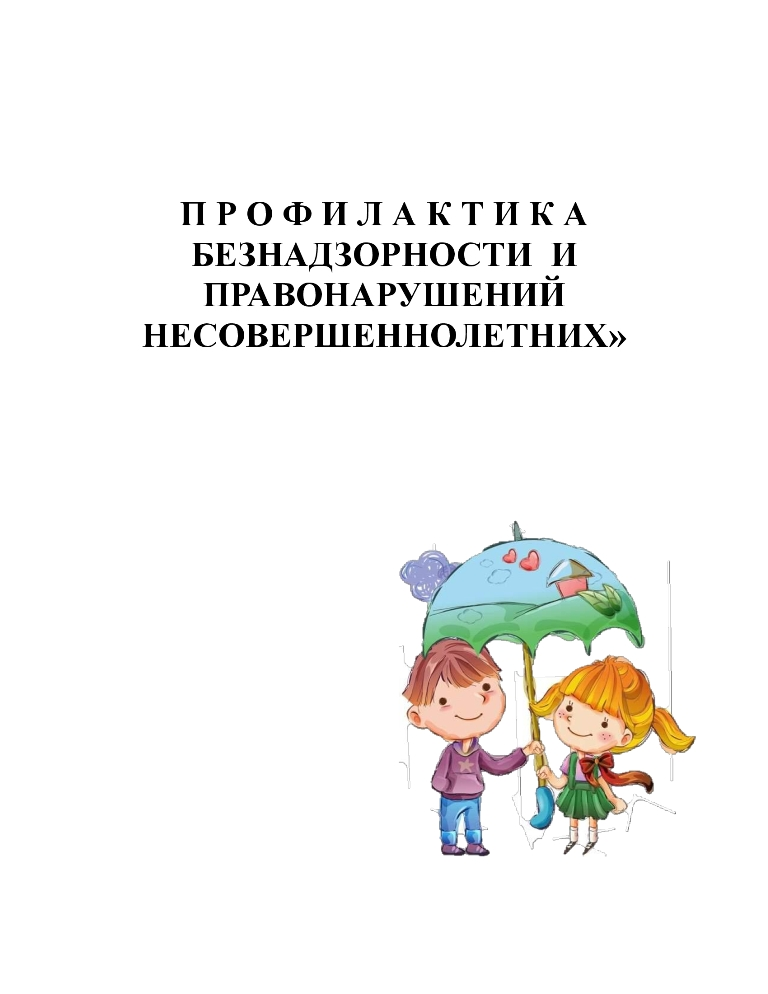 П Р О Ф И Л А К Т И К А
БЕЗНАДЗОРНОСТИ И
ПРАВОНАРУШЕНИЙ
НЕСОВЕРШЕННОЛЕТНИХ»